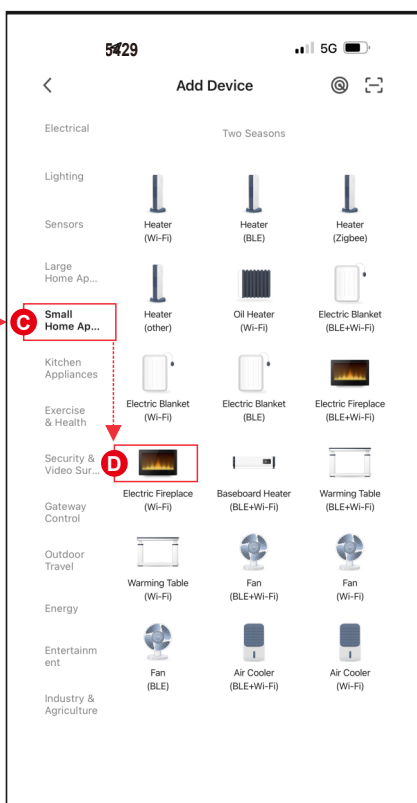 5G
Add Device
Electrical
Lighting
Sensors
Large
Home Ap...
C
Small
Home Ap...
Kitchen
Appliances
Exercise
& Health
Security &
Video Sur...
Gateway
Control
Outdoor
Travel
Energy
Entertainm
ent
Industry &
Agriculture
Two Seasons
Heater
(Wi-Fi)
Heater
(BLE)
Heater
(Zigbee)
Heater
(other)
Oil Heater
(Wi-Fi)
Electric Blanket
(BLE+Wi-Fi)
Electric Blanket
(Wi-Fi)
Electric Blanket
(BLE)
Electric Fireplace
(BLE+Wi-Fi)
D
Electric Fireplace
(Wi-Fi)
Baseboard Heater
(BLE+Wi-Fi)
Warming Table
(BLE+Wi-Fi)
Warming Table
(Wi-Fi)
Fan
(BLE+Wi-Fi)
Fan
(Wi-Fi)
Fan
(BLE)
Air Cooler
(BLE+Wi-Fi)
Air Cooler
(Wi-Fi)